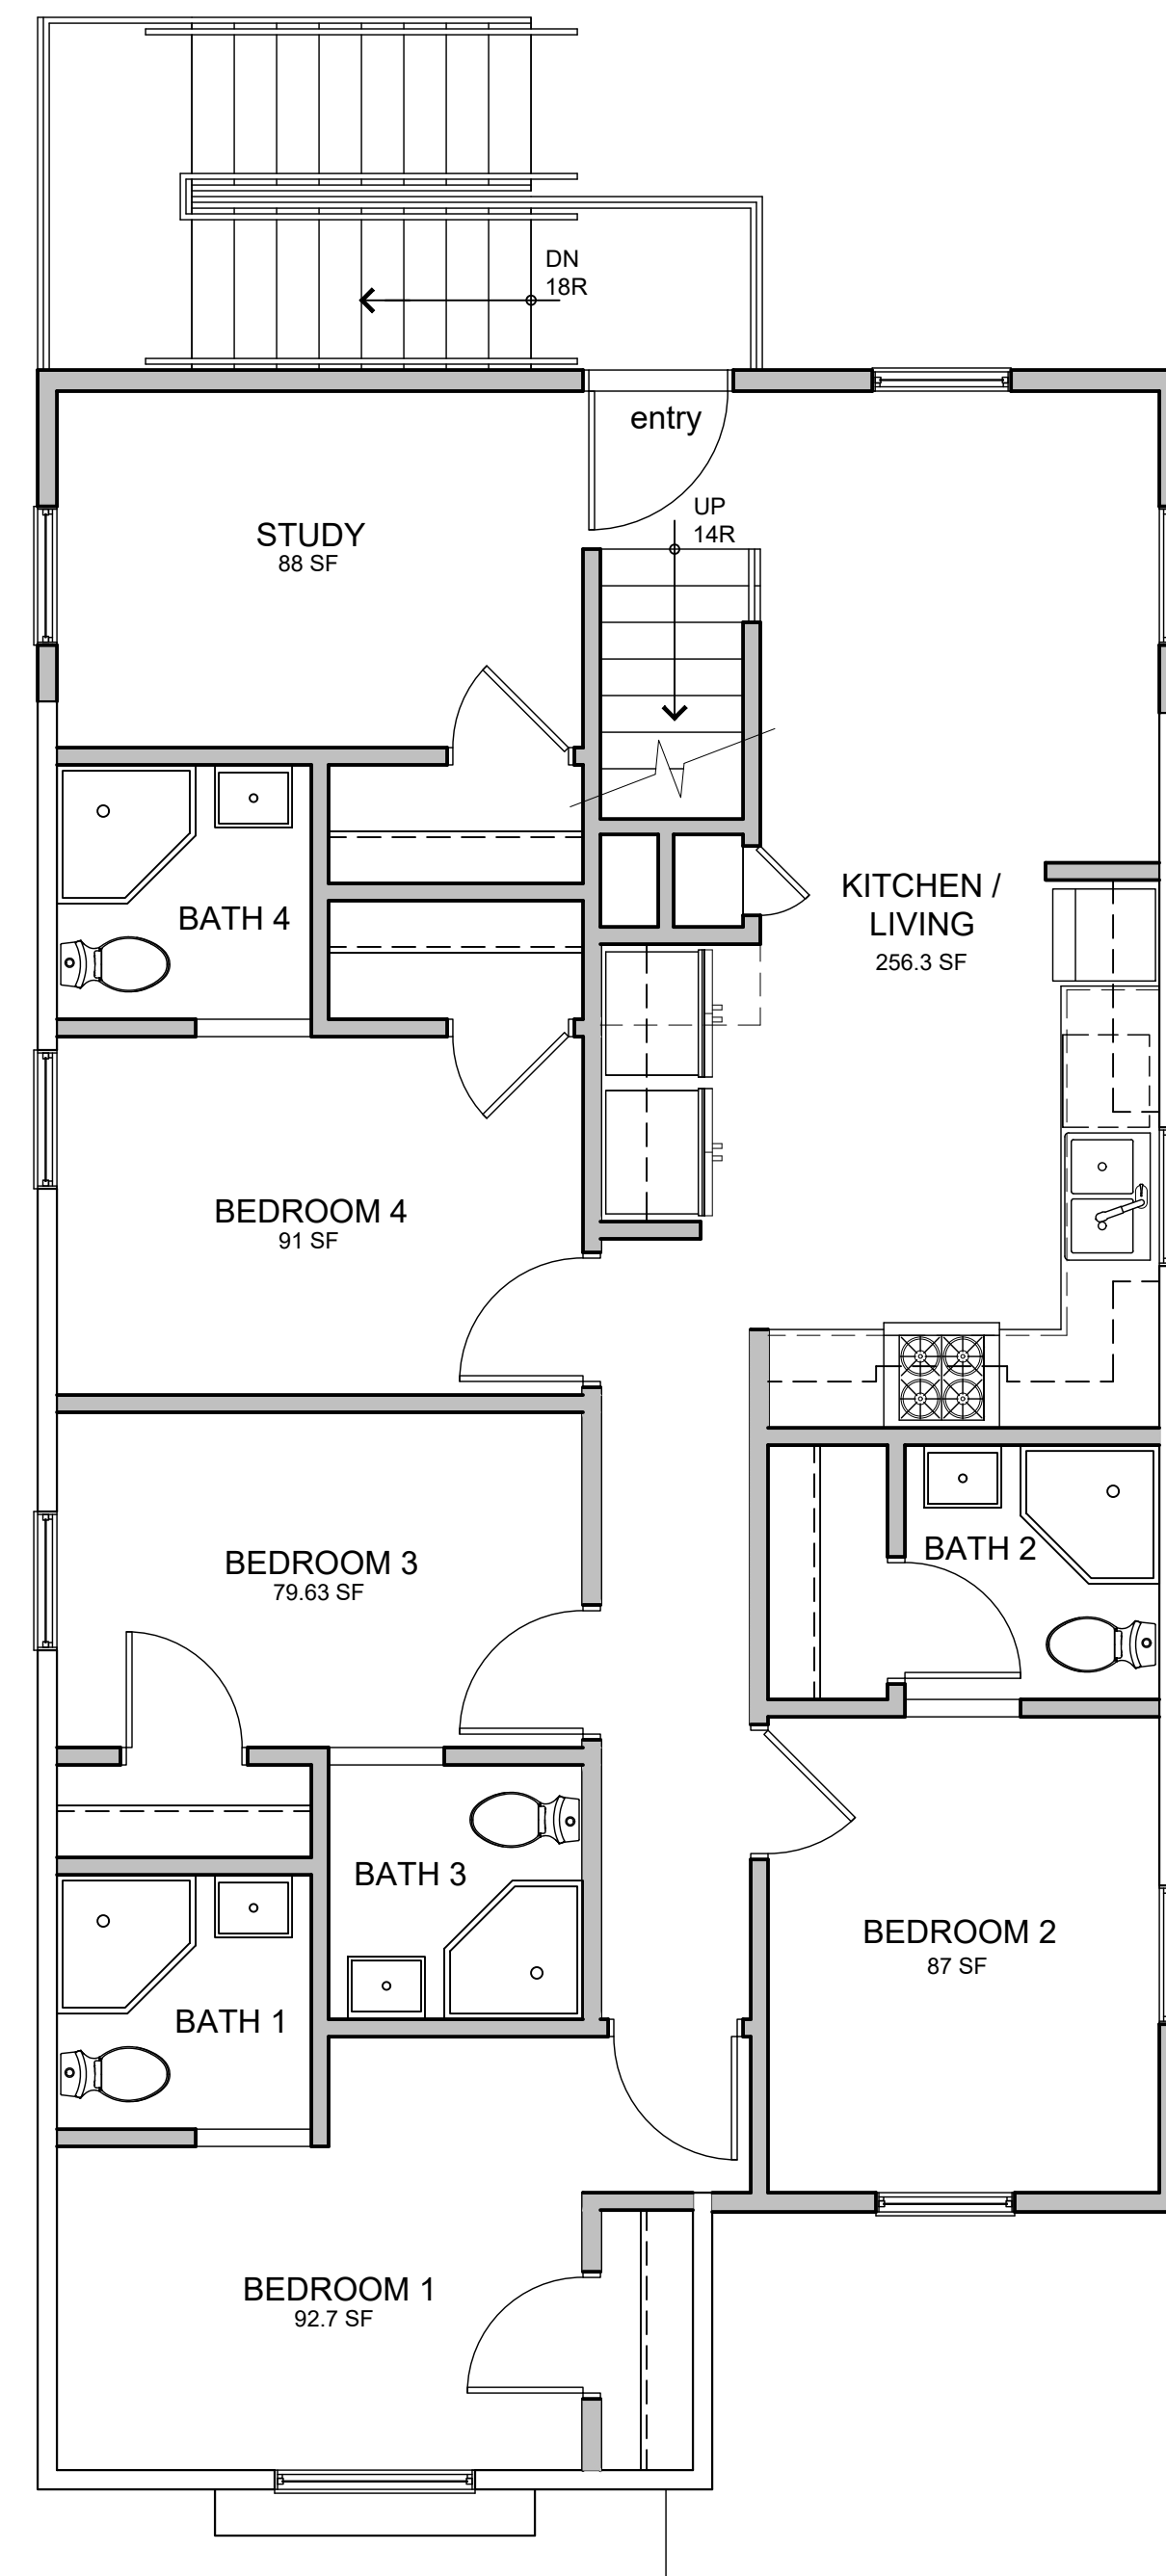 DN
18R
entry
UP
14R
STUDY
88 SF
KITCHEN /
LIVING
256.3 SF
BATH 4
BEDROOM 4
91 SF
BEDROOM 3
79.63 SF
BATH 2
BATH 3
BEDROOM 2
87 SF
BATH 1
BEDROOM 1
92.7 SF